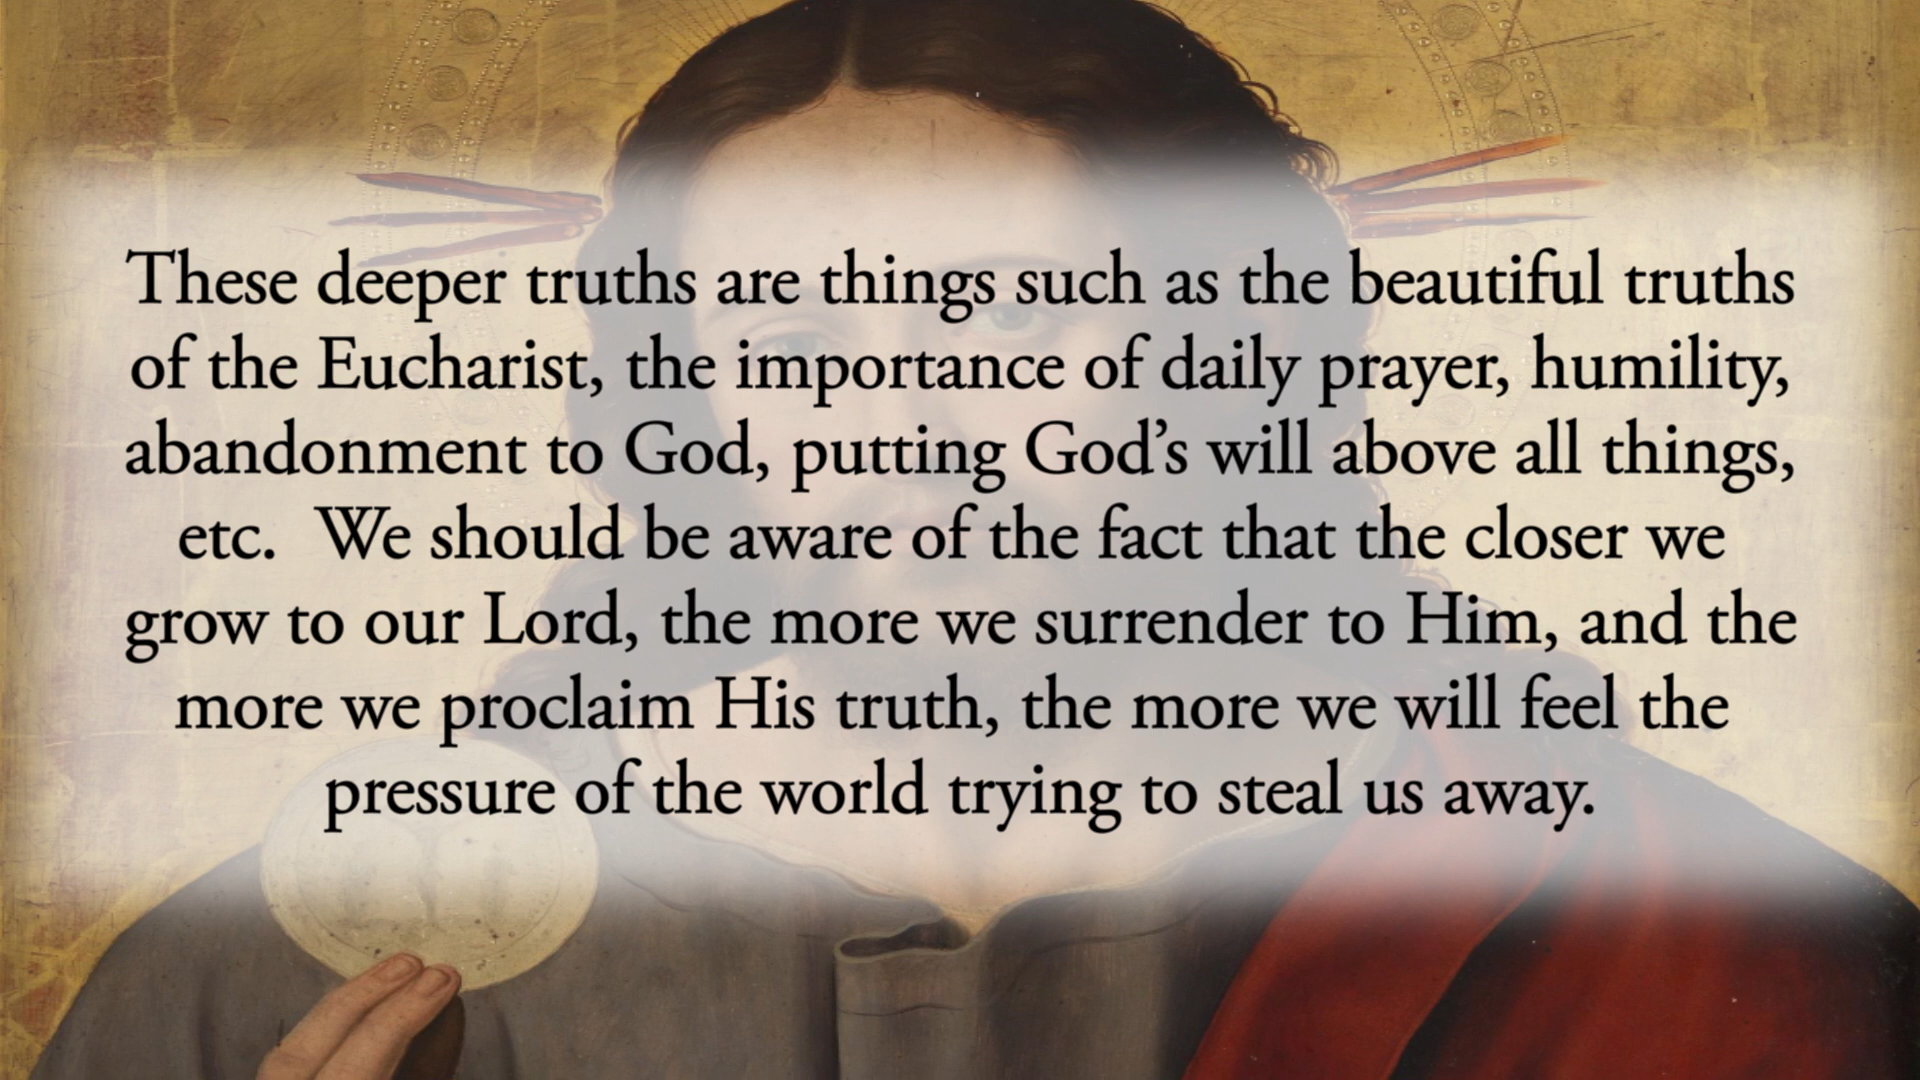 These deeper truths are things such as the beautiful truths
of the Eucharist, the importance of daily prayer, humility,
abandonment to God, putting God’s will above all things,
etc.  We should be aware of the fact that the closer we
grow to our Lord, the more we surrender to Him, and the
more we proclaim His truth, the more we will feel the
pressure of the world trying to steal us away.